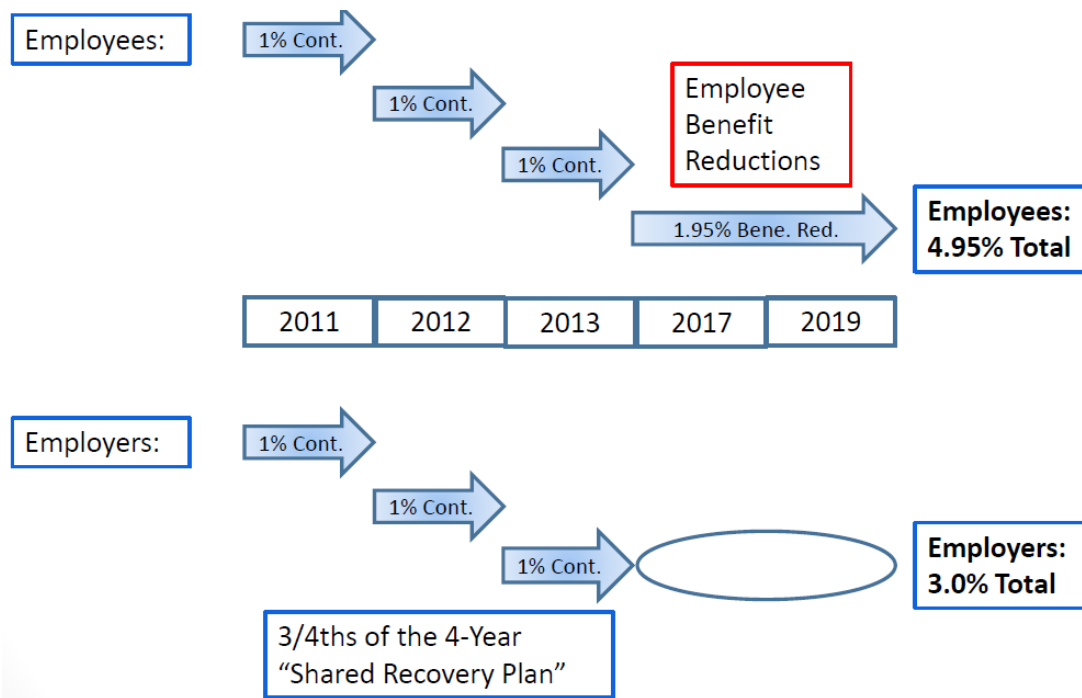 Employees:
1% Cont.
1% Cont.
1% Cont.
Employee
Benefit
Reductions
1.95% Bene. Red.
Employees:
4.95% Total
2011 2012 2013 2017 2019
Employers:
1% Cont.
1% Cont.
1% Cont.
Employers:
3.0% Total
3/4ths of the 4-Year
“Shared Recovery Plan”